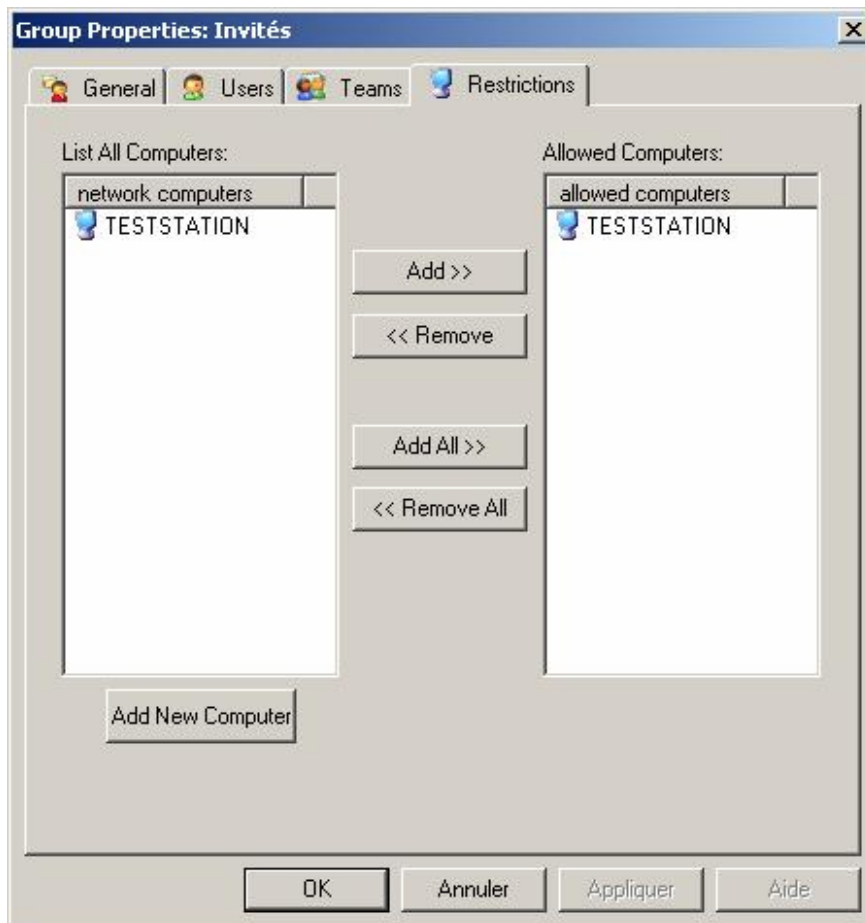 Group Properties: Invités
General Users Teams Restrictions
List All Computers: Allowed Computers:
network computers allowed computers
TESTSTATION TESTSTATION
Add >>
<< Remove
Add All >>
<< Remove All
Add New Computer
OK Annuler Appliquer Aide